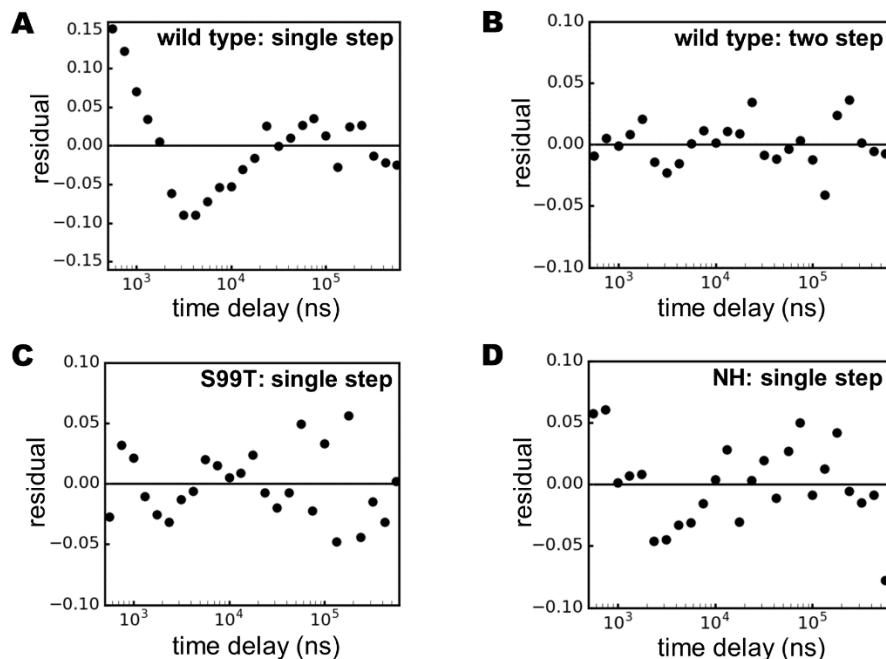 A
wild type: single step
residual
0.15
0.10
0.05
0.00
−0.05
−0.10
−0.15
10³
10⁴
10⁵
time delay (ns)
B
wild type: two step
residual
0.10
0.05
0.00
−0.05
−0.10
10³
10⁴
10⁵
time delay (ns)
C
S99T: single step
residual
0.10
0.05
0.00
−0.05
−0.10
10³
10⁴
10⁵
time delay (ns)
D
NH: single step
residual
0.10
0.05
0.00
−0.05
−0.10
10³
10⁴
10⁵
time delay (ns)